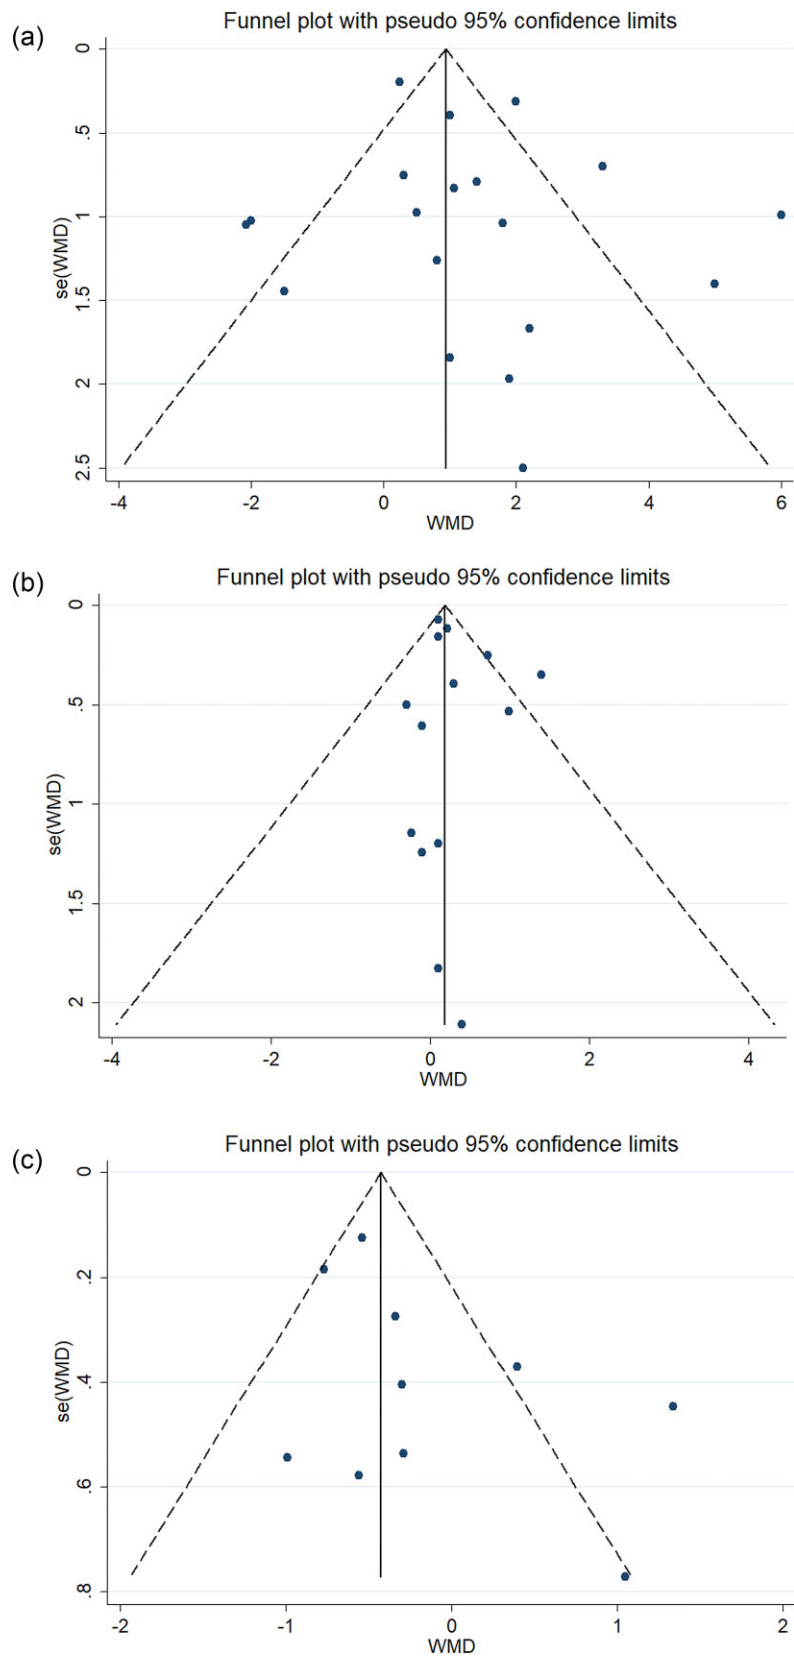 (a)
Funnel plot with pseudo 95% confidence limits
0
.5
1
1.5
2
2.5
se(WMD)
-4 -2 0 2 4 6
WMD
(b)
Funnel plot with pseudo 95% confidence limits
0
.5
1
1.5
2
se(WMD)
-4 -2 0 2 4
WMD
(c)
Funnel plot with pseudo 95% confidence limits
0
.2
.4
.6
.8
se(WMD)
-2 -1 0 1 2
WMD